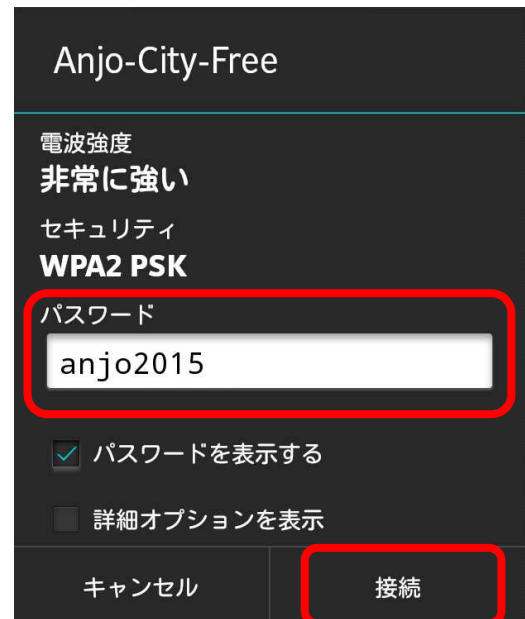 Anjo-City-Free
電波強度
非常に強い
セキュリティ
WPA2 PSK
パスワード
anjo2015
パスワードを表示する
詳細オプションを表示
キャンセル
接続